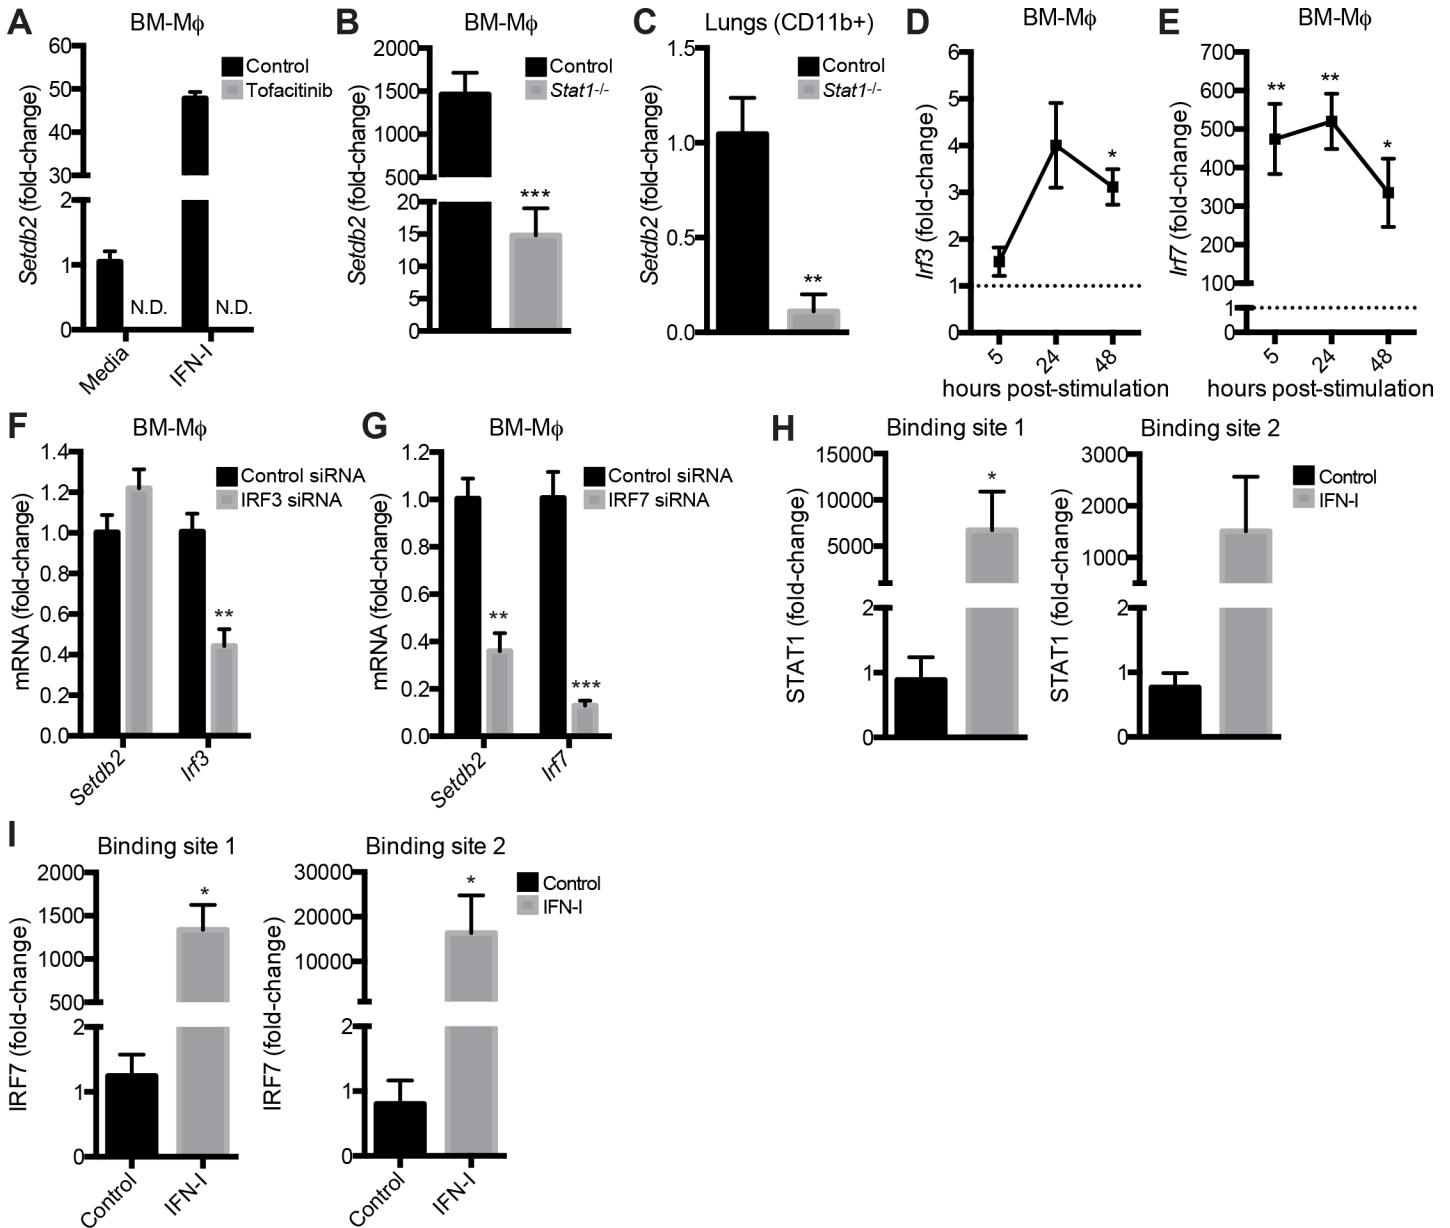 A
BM-Mϕ
Setdb2 (fold-change)
60
50
40
30
2
1
0
Control
Tofacitinib
N.D.
N.D.
Media
IFN-I
B
BM-Mϕ
Setdb2 (fold-change)
2000
1500
1000
500
20
15
10
5
0
Control
Stat1-/-
***
C
Lungs (CD11b+)
Setdb2 (fold-change)
1.5
1.0
0.5
0.0
Control
Stat1-/-
**
D
BM-Mϕ
Irf3 (fold-change)
6
5
4
3
2
1
0
*
5
24
48
hours post-stimulation
E
BM-Mϕ
Irf7 (fold-change)
700
600
500
400
300
200
100
1
0
**
**
*
5
24
48
hours post-stimulation
F
BM-Mϕ
mRNA (fold-change)
1.4
1.2
1.0
0.8
0.6
0.4
0.2
0.0
Control siRNA
IRF3 siRNA
**
Setdb2
Irf3
G
BM-Mϕ
mRNA (fold-change)
1.2
1.0
0.8
0.6
0.4
0.2
0.0
Control siRNA
IRF7 siRNA
**
***
Setdb2
Irf7
H
Binding site 1
STAT1 (fold-change)
15000
10000
5000
2
1
0
*
Binding site 2
STAT1 (fold-change)
3000
2000
1000
2
1
0
Control
IFN-I
I
Binding site 1
IRF7 (fold-change)
2000
1500
1000
500
2
1
0
*
Control
IFN-I
Binding site 2
IRF7 (fold-change)
30000
20000
10000
2
1
0
*
Control
IFN-I
Control
IFN-I